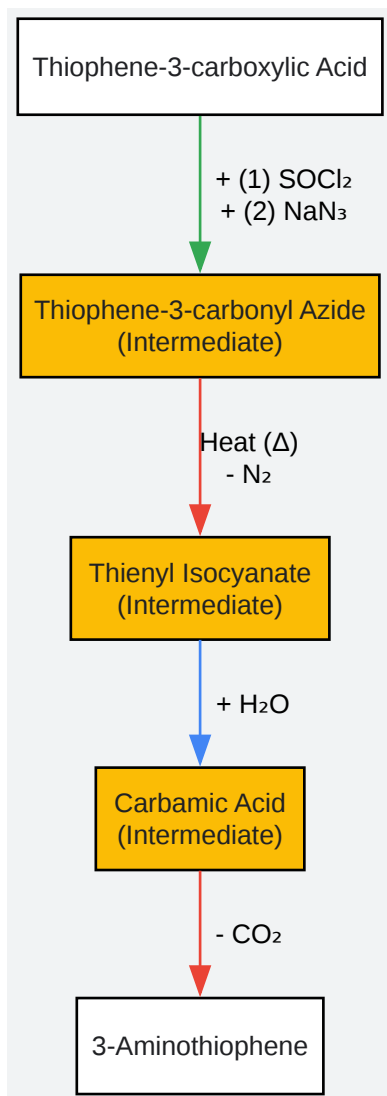 Thiophene-3-carboxylic Acid
+ (1) SOCl₂
+ (2) NaN₃
Thiophene-3-carbonyl Azide
(Intermediate)
Heat (Δ)
- N₂
Thienyl Isocyanate
(Intermediate)
+ H₂O
Carbamic Acid
(Intermediate)
- CO₂
3-Aminothiophene